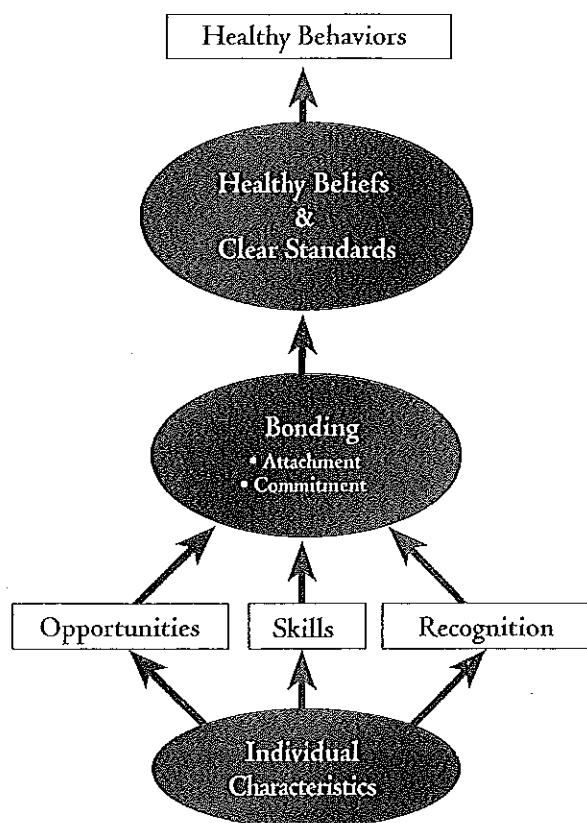 Healthy Behaviors
Healthy Beliefs
&
Clear Standards
Bonding
• Attachment
• Commitment
Opportunities
Skills
Recognition
Individual
Characteristics